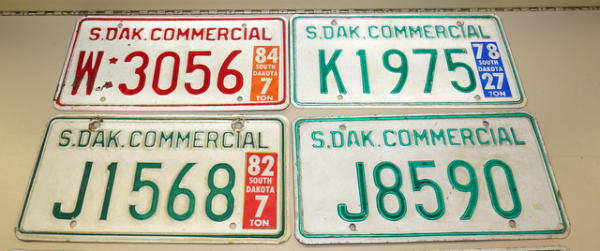 S.DAK.COMMERCIAL
W★3056
84
SOUTH
DAKOTA
7
TON
S.DAK.COMMERCIAL
K1975
78
SOUTH
DAKOTA
27
TON
S.DAK.COMMERCIAL
J1568
82
SOUTH
DAKOTA
7
TON
S.DAK.COMMERCIAL
J8590